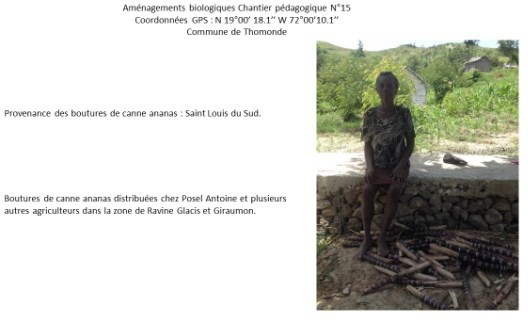 Aménagements biologiques Chantier pédagogique N°15
Coordonnées GPS : N 19°00’ 18.1’’ W 72°00’10.1’’
Commune de Thomonde
Provenance des boutures de canne ananas : Saint Louis du Sud.
Boutures de canne ananas distribuées chez Posel Antoine et plusieurs
autres agriculteurs dans la zone de Ravine Glacis et Giraumon.